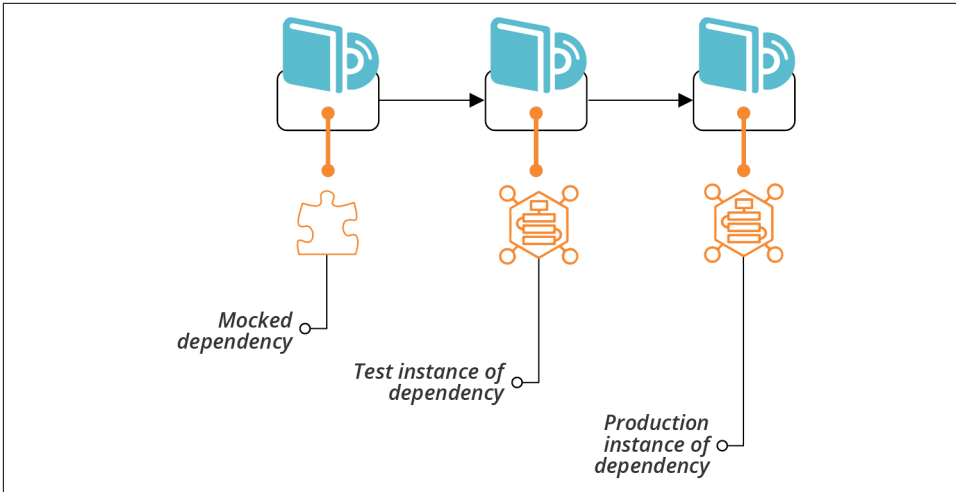 Mocked
dependency
Test instance of
dependency
Production
instance of
dependency